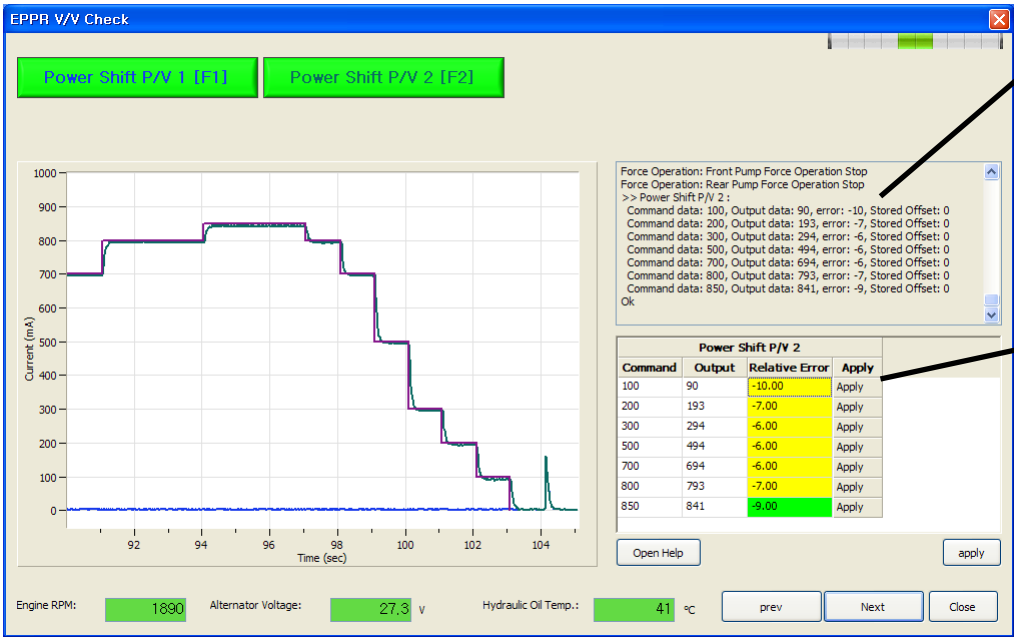 EPPR V/V Check
Power Shift P/V 1 [F1]
Power Shift P/V 2 [F2]
1000
900
800
700
600
500
400
300
200
100
0
Current (mA)
92 94 96 98 100 102 104
Time (sec)
Force Operation: Front Pump Force Operation Stop
Force Operation: Rear Pump Force Operation Stop
>> Power Shift P/V 2 :
Command data: 100, Output data: 90, error: -10, Stored Offset: 0
Command data: 200, Output data: 193, error: -7, Stored Offset: 0
Command data: 300, Output data: 294, error: -6, Stored Offset: 0
Command data: 500, Output data: 494, error: -6, Stored Offset: 0
Command data: 700, Output data: 694, error: -6, Stored Offset: 0
Command data: 800, Output data: 793, error: -7, Stored Offset: 0
Command data: 850, Output data: 841, error: -9, Stored Offset: 0
Ok
Power Shift P/V 2
Command Output Relative Error Apply
100 90 -10.00 Apply
200 193 -7.00 Apply
300 294 -6.00 Apply
500 494 -6.00 Apply
700 694 -6.00 Apply
800 793 -7.00 Apply
850 841 -9.00 Apply
Open Help
apply
Engine RPM: 1890 Alternator Voltage: 27,3 V Hydraulic Oil Temp.: 41 ℃
prev
Next
Close